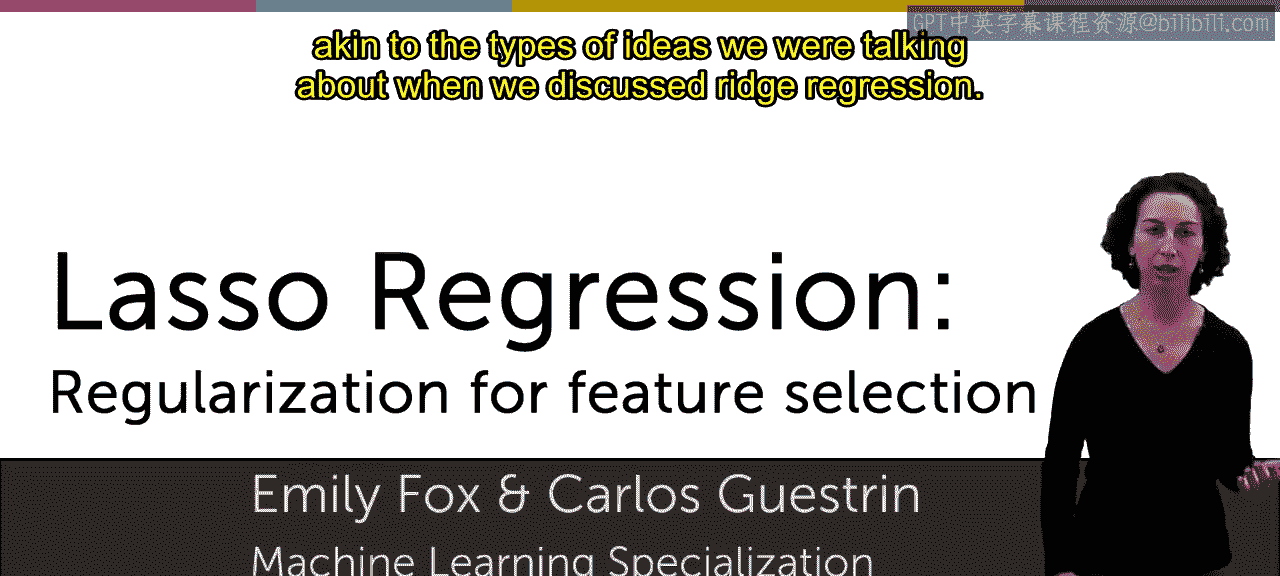 GPT中英字幕课程资源@bilibili.com
akin to the types of ideas we were talking
about when we discussed ridge regression.
Lasso Regression:
Regularization for feature selection
Emily Fox & Carlos Guestrin
Machine Learning Specialization